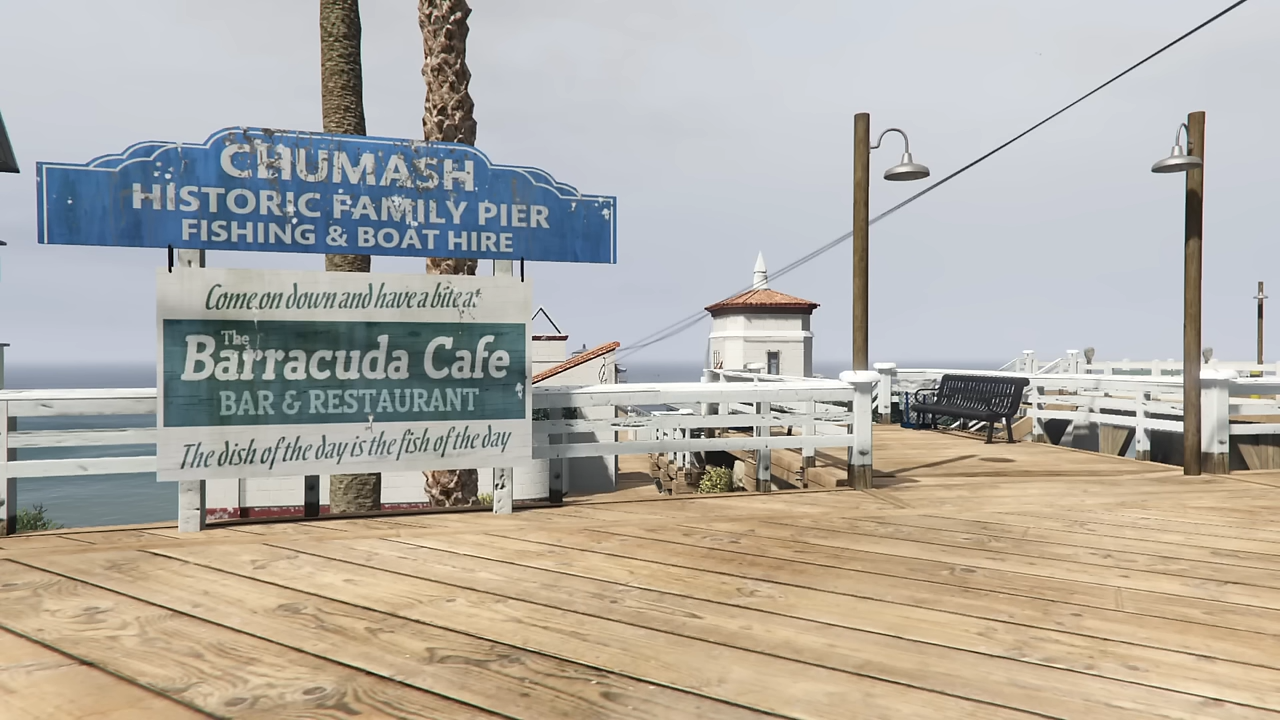 CHUMASH
HISTORIC FAMILY PIER
FISHING & BOAT HIRE
Come on down and have a bite at
The
Barracuda Cafe
BAR & RESTAURANT
The dish of the day is the fish of the day